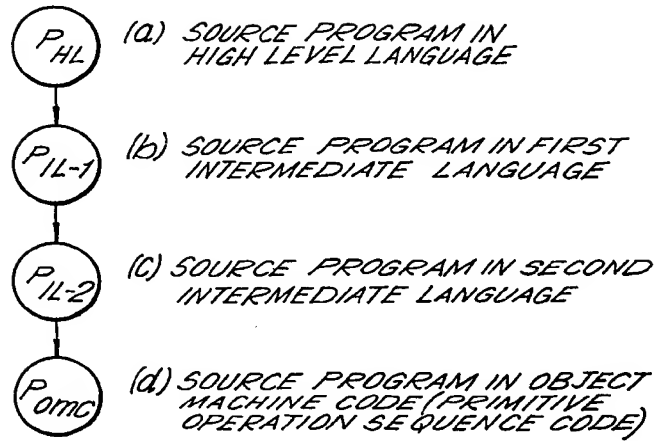 P_HL (a) SOURCE PROGRAM IN
HIGH LEVEL LANGUAGE
P_IL-1 (b) SOURCE PROGRAM IN FIRST
INTERMEDIATE LANGUAGE
P_IL-2 (c) SOURCE PROGRAM IN SECOND
INTERMEDIATE LANGUAGE
P_omc (d) SOURCE PROGRAM IN OBJECT
MACHINE CODE (PRIMITIVE
OPERATION SEQUENCE CODE)